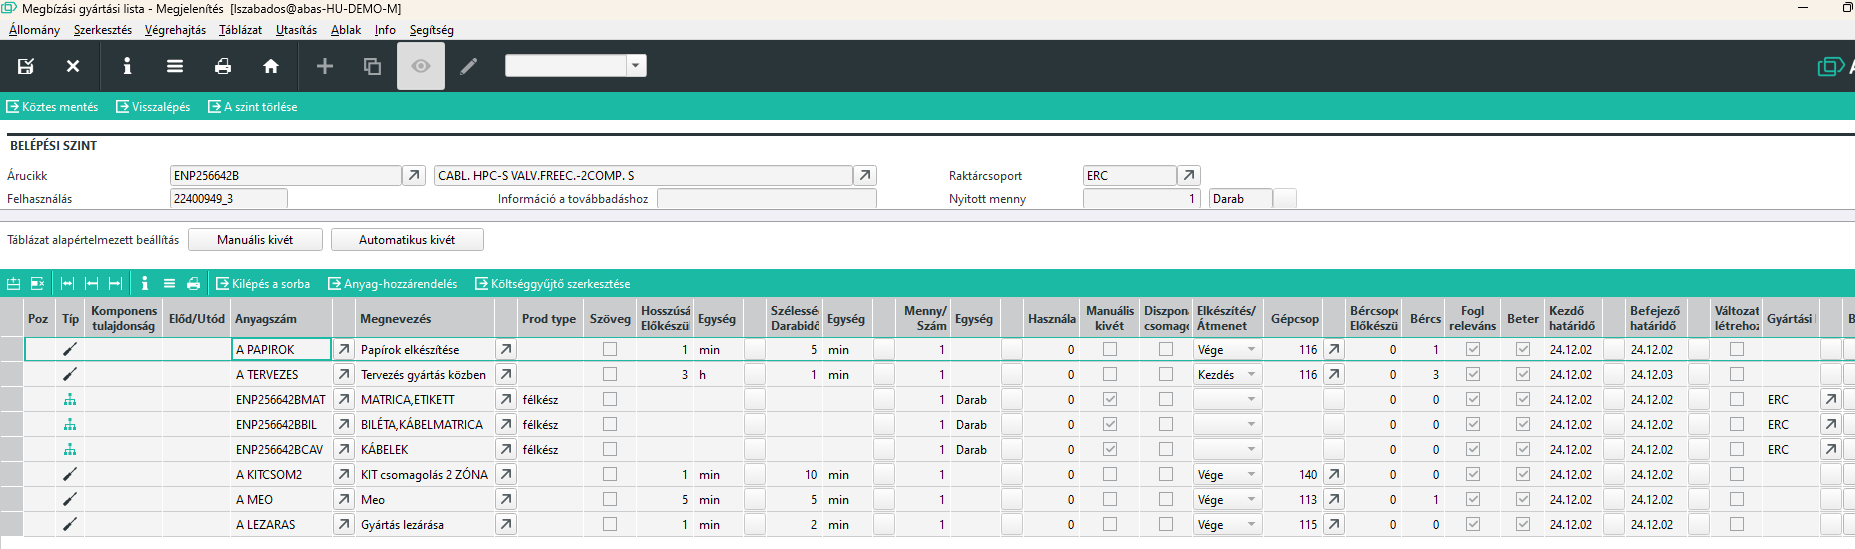 Megbízási gyártási lista - Megjelenítés  [lszabados@abas-HU-DEMO-M]
Állomány Szerkesztés Végrehajtás Táblázat Utasítás Ablak Info Segítség
Köztes mentés Visszalépés A szint törlése
BELÉPÉSI SZINT
Árucikk ENP256642B CABL. HPC-S VALV.FREEC.-2COMP. S Raktárcsoport ERC
Felhasználás 22400949_3 Információ a továbbadáshoz Nyitott menny 1 Darab
Táblázat alapértelmezett beállítás Manuális kivét Automatikus kivét
Kilépés a sorba Anyag-hozzárendelés Költséggyűjtő szerkesztése
Komponens Hosszúsá Szélessé Menny/ Manuális Diszpona Elkészítés/ Bércsopo Fogl Kezdő Befejező Változat
Poz Típ Előd/Utód Anyagszám Megnevezés Prod type Szöveg Egység Egység Egység Használa Gépcsop Bércs Beter Gyártási B
tulajdonság Előkészül Darabidő Szám kivét csomago Átmenet Előkészü releváns határidő határidő létrehoz
A PAPIROK Papírok elkészítése 1 min 5 min 1 0 Vége 116 0 1 24.12.02 24.12.02
A TERVEZES Tervezés gyártás közben 3 h 1 min 1 0 Kezdés 116 0 3 24.12.02 24.12.03
ENP256642BMAT MATRICA,ETIKETT félkész 1 Darab 0 0 0 24.12.02 24.12.02 ERC
ENP256642BBIL BILÉTA,KÁBELMATRICA félkész 1 Darab 0 0 0 24.12.02 24.12.02 ERC
ENP256642BCAV KÁBELEK félkész 1 Darab 0 0 0 24.12.02 24.12.02 ERC
A KITCSOM2 KIT csomagolás 2 ZÓNA 1 min 10 min 1 0 Vége 140 0 0 24.12.02 24.12.02
A MEO Meo 5 min 5 min 1 0 Vége 113 0 1 24.12.02 24.12.02
A LEZARAS Gyártás lezárása 1 min 2 min 1 0 Vége 115 0 0 24.12.02 24.12.02